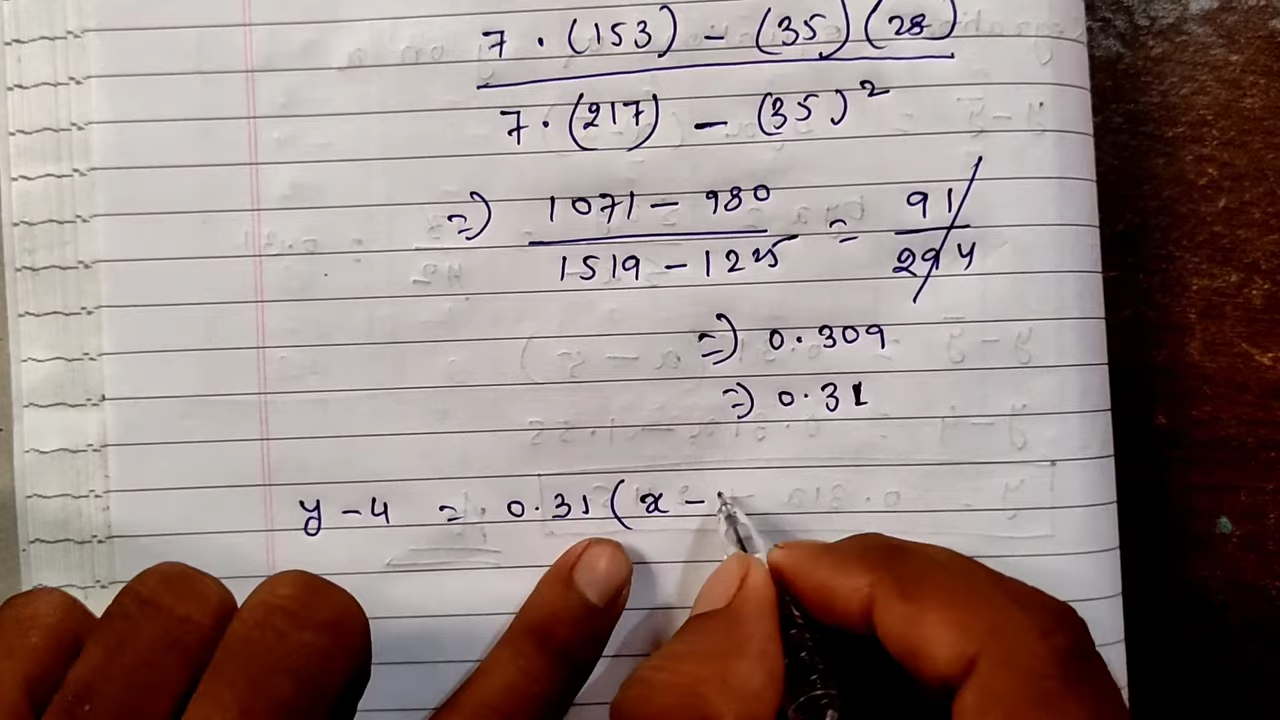 7 · (153) - (35) (28)
7 · (217) - (35)²
=) 1071 - 980 = 91
1519 - 1225 294
=) 0.309
=) 0.31
y - 4 = 0.31 ( x -